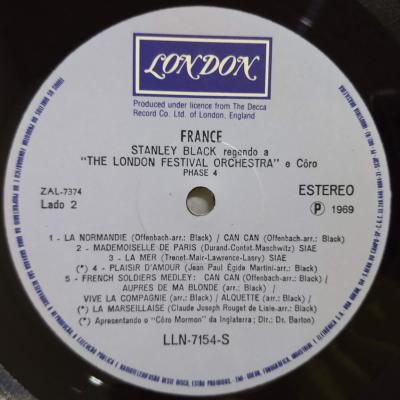 LONDON
Produced under licence from The Decca
Record Co. Ltd. of London, England
FRANCE
STANLEY BLACK regendo a
"THE LONDON FESTIVAL ORCHESTRA" e Côro
PHASE 4
ZAL-7374
Lado 2
ESTEREO
P 1969
1 - LA NORMANDIE (Offenbach-arr.: Black) / CAN CAN (Offenbach-arr.: Black)
2 - MADEMOISELLE DE PARIS (Durand-Contet-Maschwitz) SIAE
3 - LA MER (Trenet-Mair-Lawrence-Lasry) SIAE
(*) 4 - PLAISIR D'AMOUR (Jean Paul Égide Martini-arr.: Black)
5 - FRENCH SOLDIERS MEDLEY: CAN CAN (Offenbach-arr.: Black) /
AUPRES DE MA BLONDE (arr.: Black) /
VIVE LA COMPAGNIE (arr.: Black) / ALQUETTE (arr.: Black) /
(*) LA MARSEILLAISE (Claude Joseph Rouget de Lisle-arr.: Black)
(*) Apresentando o "Côro Mormon" da Inglaterra; Dir.: Dr. Barton)
LLN-7154-S